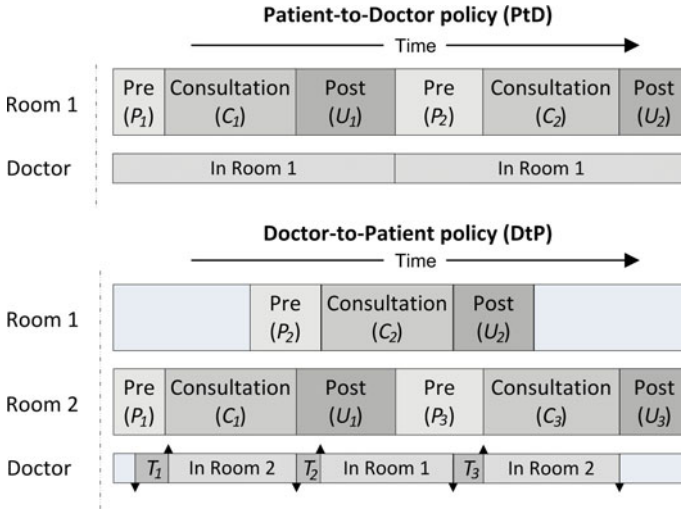 Patient-to-Doctor policy (PtD)
Time
Room 1
Pre Consultation Post Pre Consultation Post
(P1) (C1) (U1) (P2) (C2) (U2)
Doctor
In Room 1 In Room 1
Doctor-to-Patient policy (DtP)
Time
Room 1
Pre Consultation Post
(P2) (C2) (U2)
Room 2
Pre Consultation Post Pre Consultation Post
(P1) (C1) (U1) (P3) (C3) (U3)
Doctor
T1 In Room 2 T2 In Room 1 T3 In Room 2